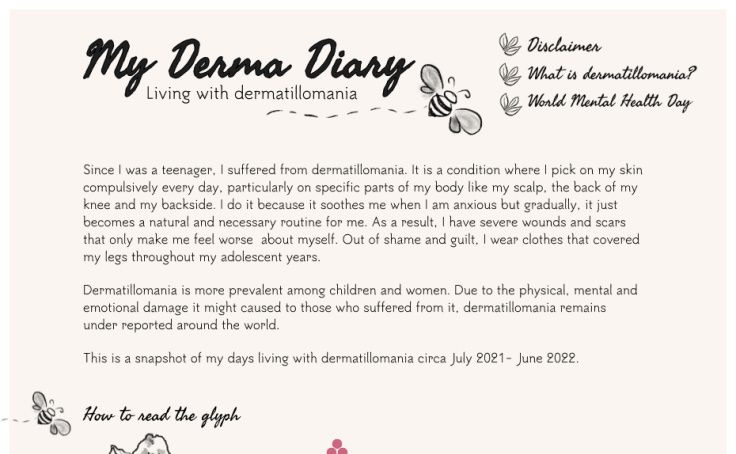 My Derma Diary
Living with dermatillomania
Disclaimer
What is dermatillomania?
World Mental Health Day
Since I was a teenager, I suffered from dermatillomania. It is a condition where I pick on my skin
compulsively every day, particularly on specific parts of my body like my scalp, the back of my
knee and my backside. I do it because it soothes me when I am anxious but gradually, it just
becomes a natural and necessary routine for me. As a result, I have severe wounds and scars
that only make me feel worse  about myself. Out of shame and guilt, I wear clothes that covered
my legs throughout my adolescent years.
Dermatillomania is more prevalent among children and women. Due to the physical, mental and
emotional damage it might caused to those who suffered from it, dermatillomania remains
under reported around the world.
This is a snapshot of my days living with dermatillomania circa July 2021- June 2022.
How to read the glyph